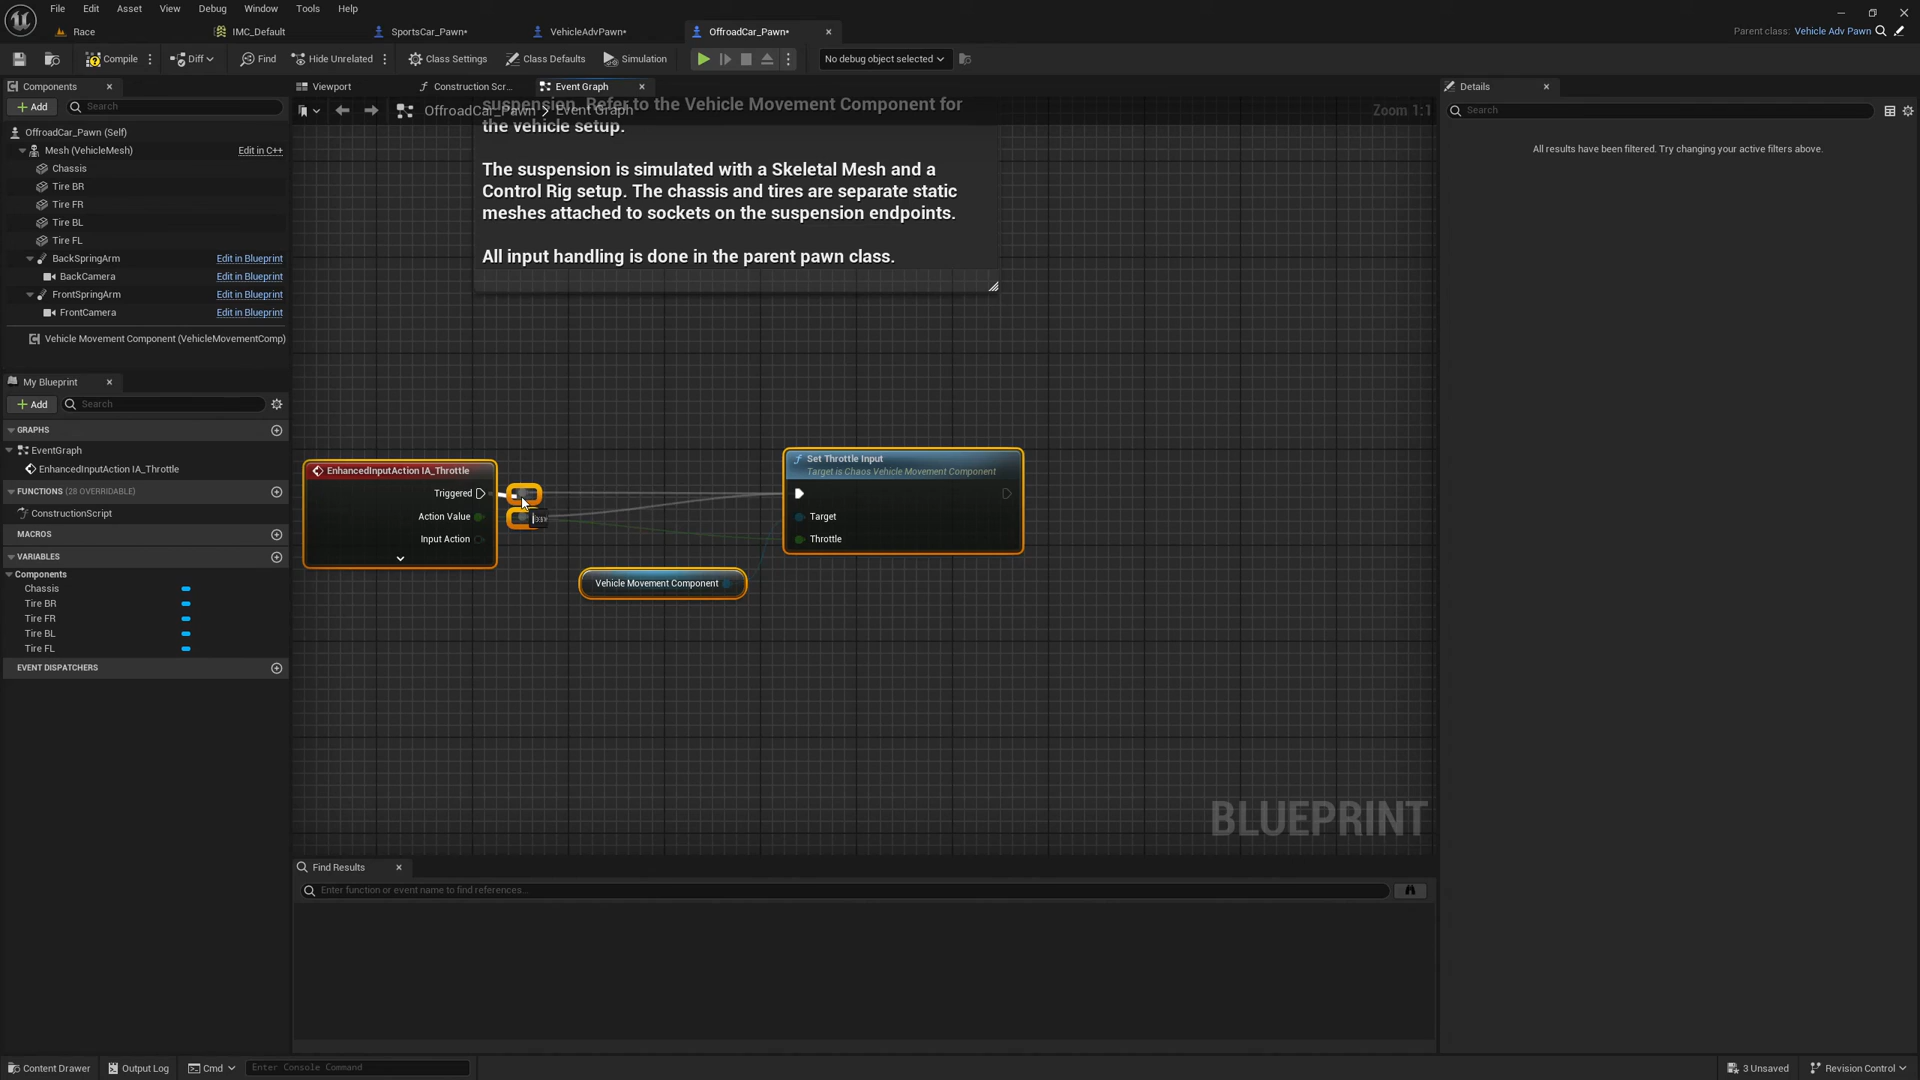 File Edit Asset View Debug Window Tools Help
Race IMC_Default SportsCar_Pawn* VehicleAdvPawn* OffroadCar_Pawn* Parent class: Vehicle Adv Pawn
Compile Diff Find Hide Unrelated Class Settings Class Defaults Simulation No debug object selected
Components
Add Search
OffroadCar_Pawn (Self)
Mesh (VehicleMesh) Edit in C++
Chassis
Tire BR
Tire FR
Tire BL
Tire FL
BackSpringArm Edit in Blueprint
BackCamera Edit in Blueprint
FrontSpringArm Edit in Blueprint
FrontCamera Edit in Blueprint
Vehicle Movement Component (VehicleMovementComp)
My Blueprint
Add Search
GRAPHS
EventGraph
EnhancedInputAction IA_Throttle
FUNCTIONS (28 OVERRIDABLE)
ConstructionScript
MACROS
VARIABLES
Components
Chassis
Tire BR
Tire FR
Tire BL
Tire FL
EVENT DISPATCHERS
Viewport Construction Scr... Event Graph
OffroadCar_Pawn > Event Graph Zoom 1:1
suspension. Refer to the Vehicle Movement Component for
the vehicle setup.
The suspension is simulated with a Skeletal Mesh and a
Control Rig setup. The chassis and tires are separate static
meshes attached to sockets on the suspension endpoints.
All input handling is done in the parent pawn class.
EnhancedInputAction IA_Throttle
Triggered
Action Value
Input Action
Vehicle Movement Component
Set Throttle Input
Target is Chaos Vehicle Movement Component
Target
Throttle
BLUEPRINT
Find Results
Enter function or event name to find references...
Details
Search
All results have been filtered. Try changing your active filters above.
Content Drawer Output Log Cmd Enter Console Command 3 Unsaved Revision Control